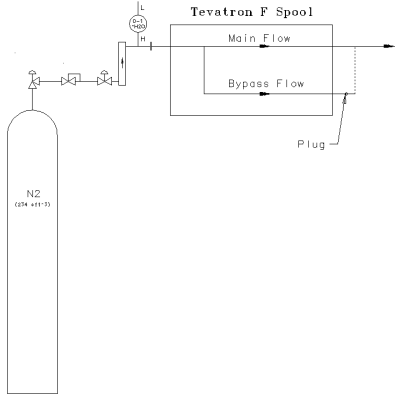 Tevatron F Spool
L
0-1
"H2O
H
Main Flow
Bypass Flow
Plug
N2